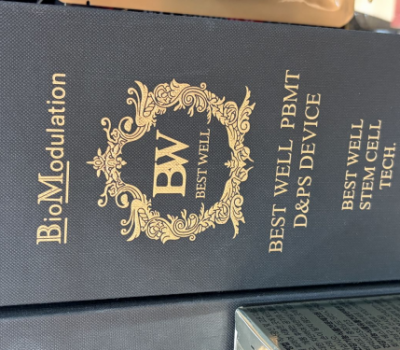 BioModulation
BW
BEST WELL
BEST WELL PBMT
D&PS DEVICE
BEST WELL
STEM CELL
TECH.